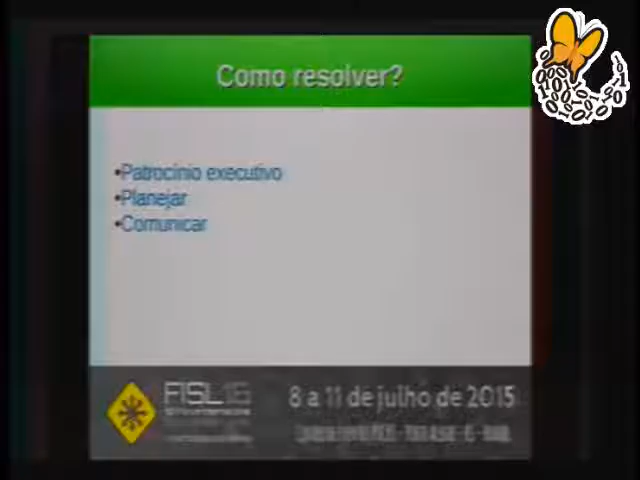 Como resolver?
•Patrocínio executivo
•Planejar
•Comunicar
FISL16
8 a 11 de julho de 2015